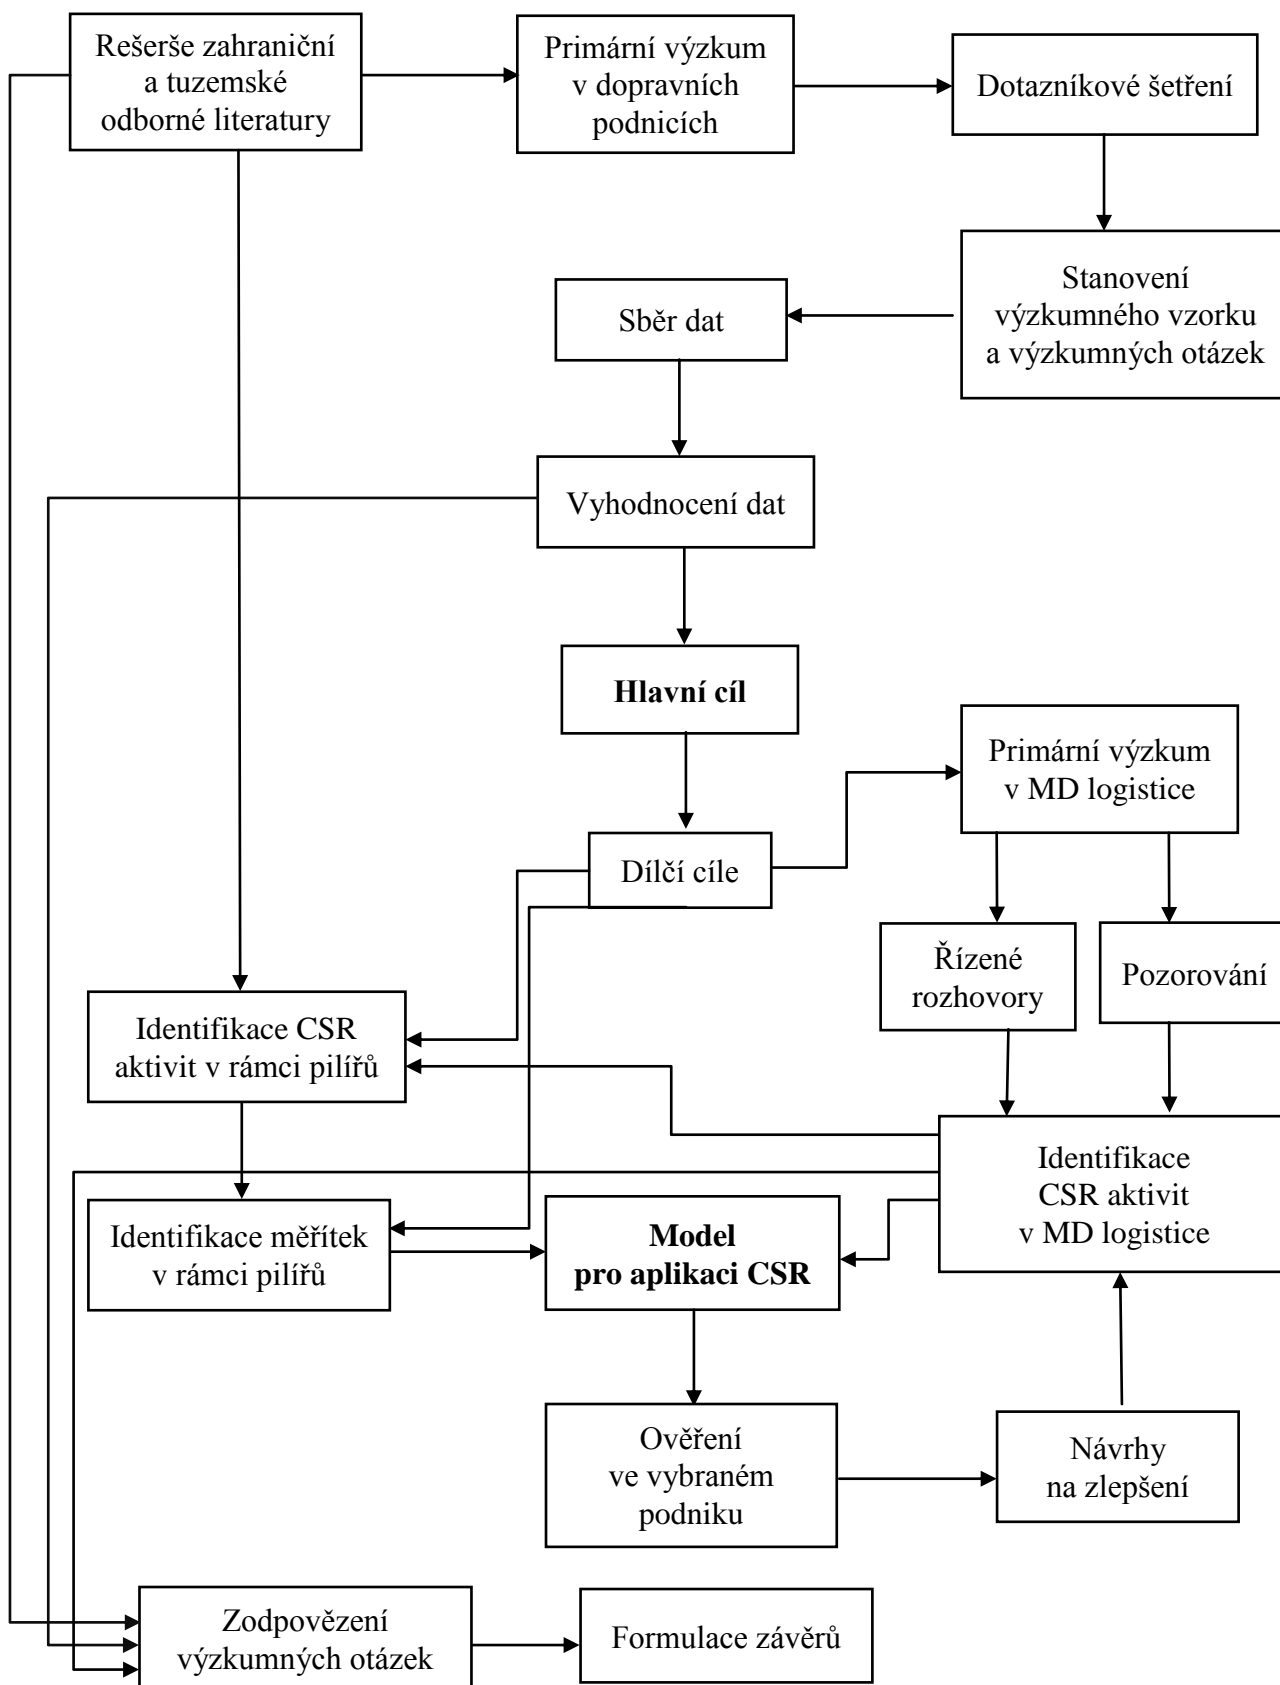 Rešerše zahraniční
a tuzemské
odborné literatury
Primární výzkum
v dopravních
podnicích
Dotazníkové šetření
Stanovení
výzkumného vzorku
a výzkumných otázek
Sběr dat
Vyhodnocení dat
Hlavní cíl
Primární výzkum
v MD logistice
Dílčí cíle
Řízené
rozhovory
Pozorování
Identifikace CSR
aktivit v rámci pilířů
Identifikace
CSR aktivit
v MD logistice
Identifikace měřítek
v rámci pilířů
Model
pro aplikaci CSR
Ověření
ve vybraném
podniku
Návrhy
na zlepšení
Zodpovězení
výzkumných otázek
Formulace závěrů